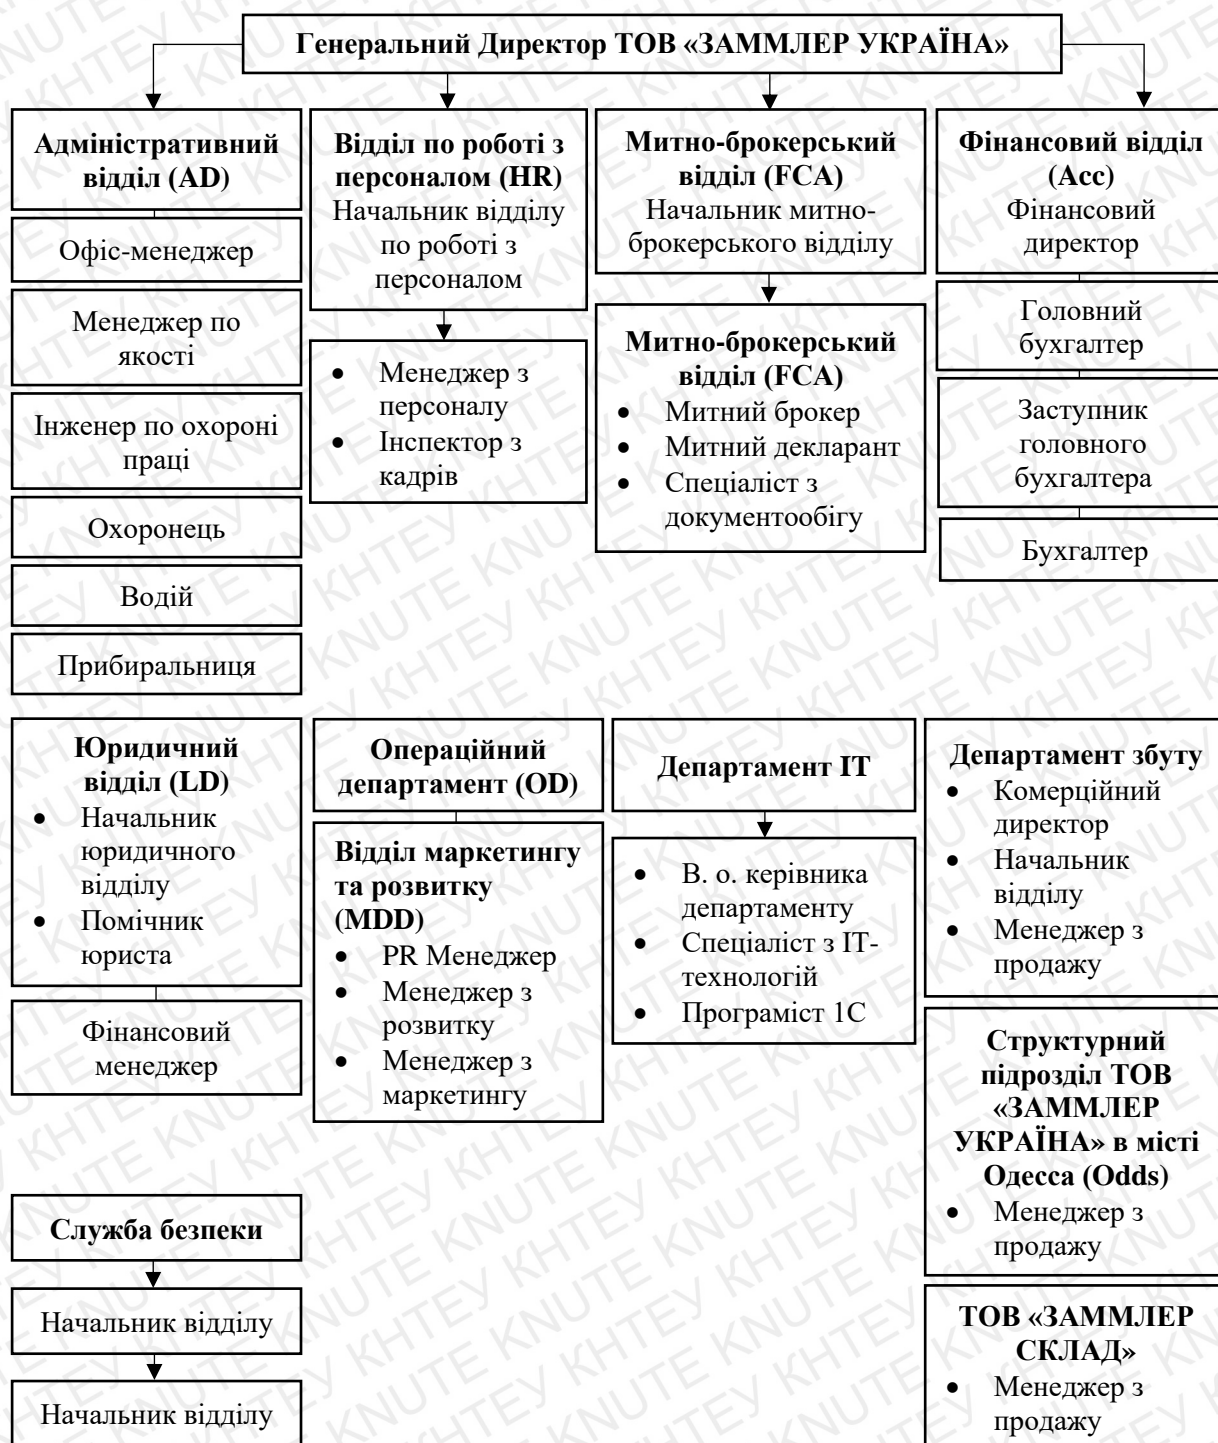 Генеральний Директор ТОВ «ЗАММЛЕР УКРАЇНА»
Адміністративний
відділ (AD)
Офіс-менеджер
Менеджер по
якості
Інженер по охороні
праці
Охоронець
Водій
Прибиральниця
Відділ по роботі з
персоналом (HR)
Начальник відділу
по роботі з
персоналом
• Менеджер з
персоналу
• Інспектор з
кадрів
Митно-брокерський
відділ (FCA)
Начальник митно-
брокерського відділу
Митно-брокерський
відділ (FCA)
• Митний брокер
• Митний декларант
• Спеціаліст з
документообігу
Фінансовий відділ
(Acc)
Фінансовий
директор
Головний
бухгалтер
Заступник
головного
бухгалтера
Бухгалтер
Юридичний
відділ (LD)
• Начальник
юридичного
відділу
• Помічник
юриста
Фінансовий
менеджер
Операційний
департамент (OD)
Відділ маркетингу
та розвитку
(MDD)
• PR Менеджер
• Менеджер з
розвитку
• Менеджер з
маркетингу
Департамент ІТ
• В. о. керівника
департаменту
• Спеціаліст з ІТ-
технологій
• Програміст 1С
Департамент збуту
• Комерційний
директор
• Начальник
відділу
• Менеджер з
продажу
Структурний
підрозділ ТОВ
«ЗАММЛЕР
УКРАЇНА» в місті
Одесса (Odds)
• Менеджер з
продажу
ТОВ «ЗАММЛЕР
СКЛАД»
• Менеджер з
продажу
Служба безпеки
Начальник відділу
Начальник відділу